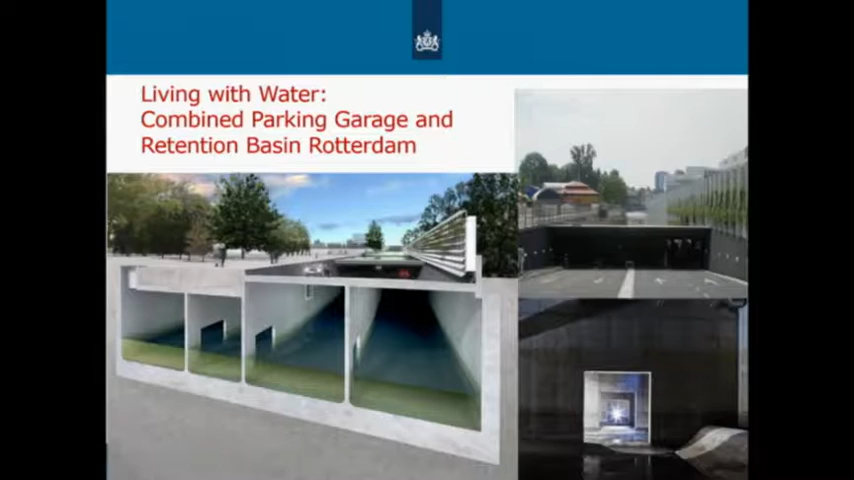 Living with Water:
Combined Parking Garage and
Retention Basin Rotterdam